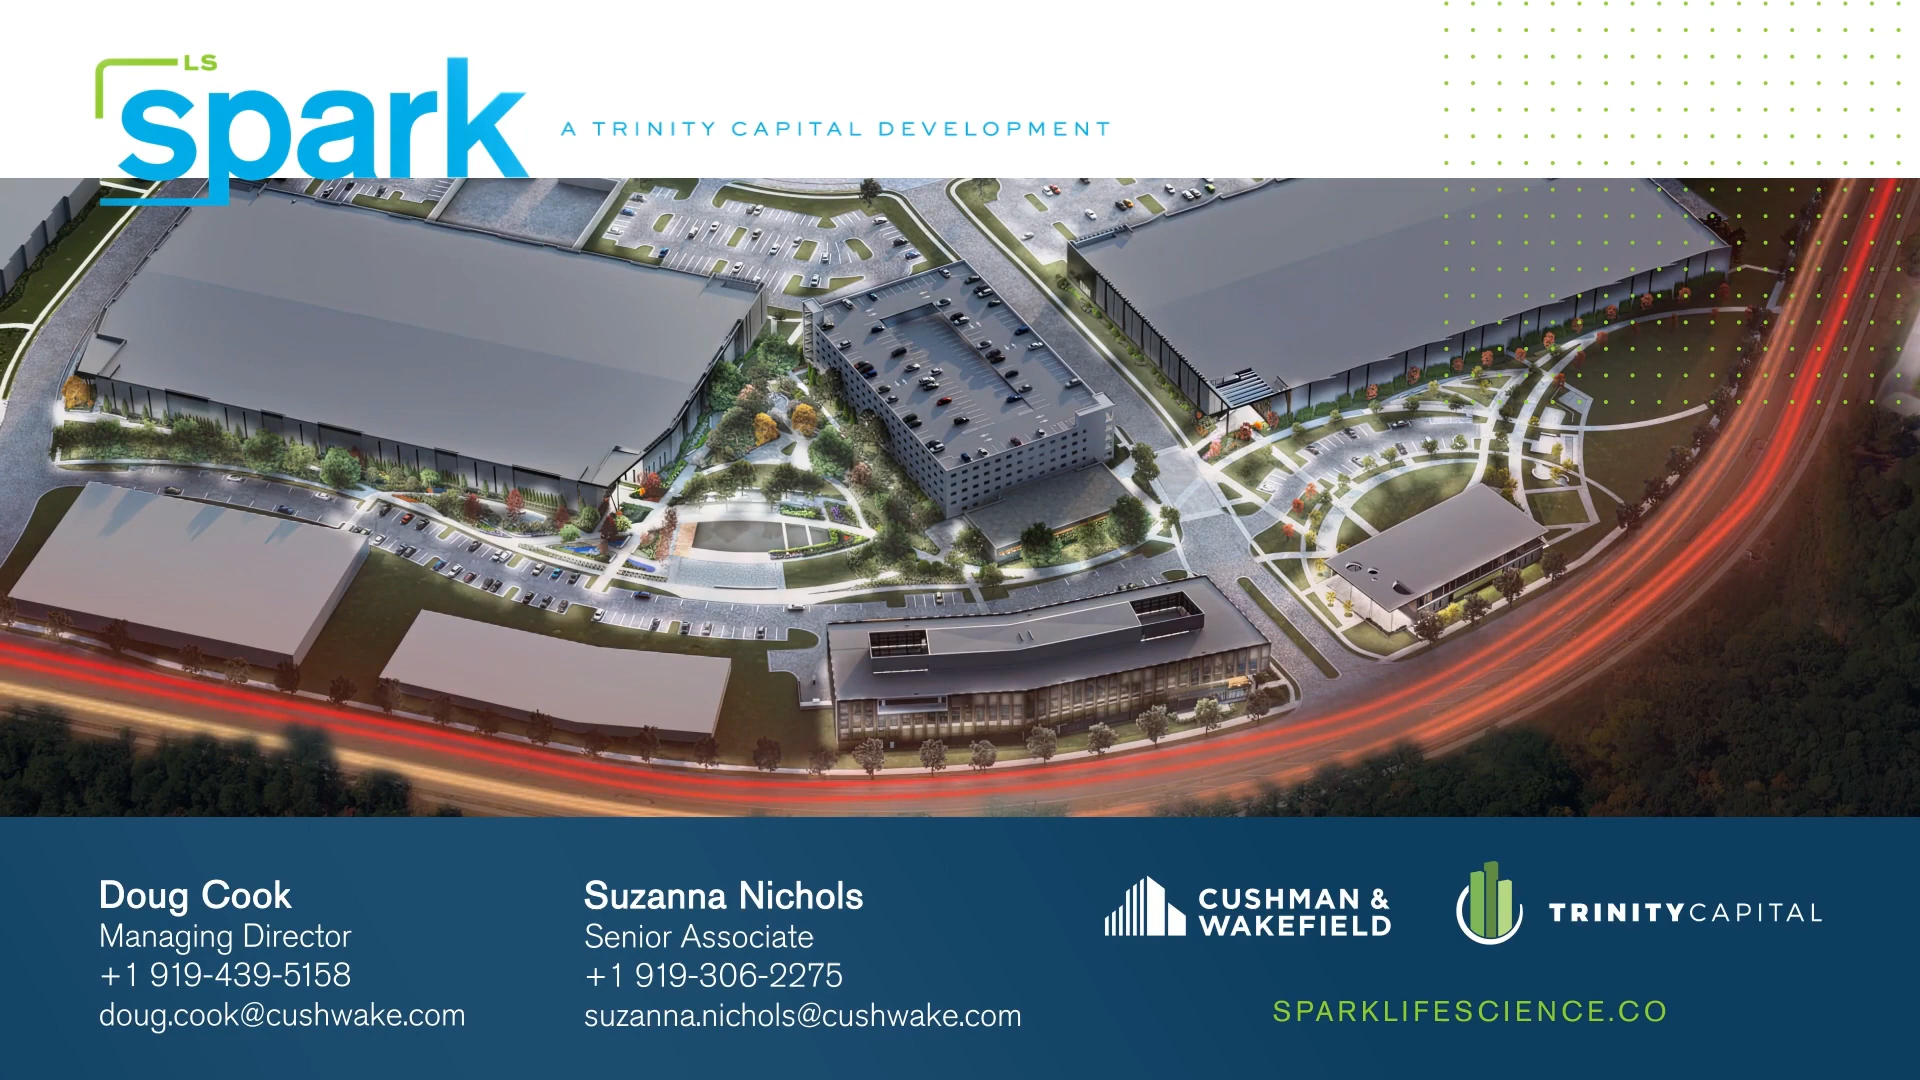 LS
spark
A TRINITY CAPITAL DEVELOPMENT
Doug Cook
Managing Director
+1 919-439-5158
doug.cook@cushwake.com
Suzanna Nichols
Senior Associate
+1 919-306-2275
suzanna.nichols@cushwake.com
CUSHMAN &
WAKEFIELD
TRINITYCAPITAL
SPARKLIFESCIENCE.CO